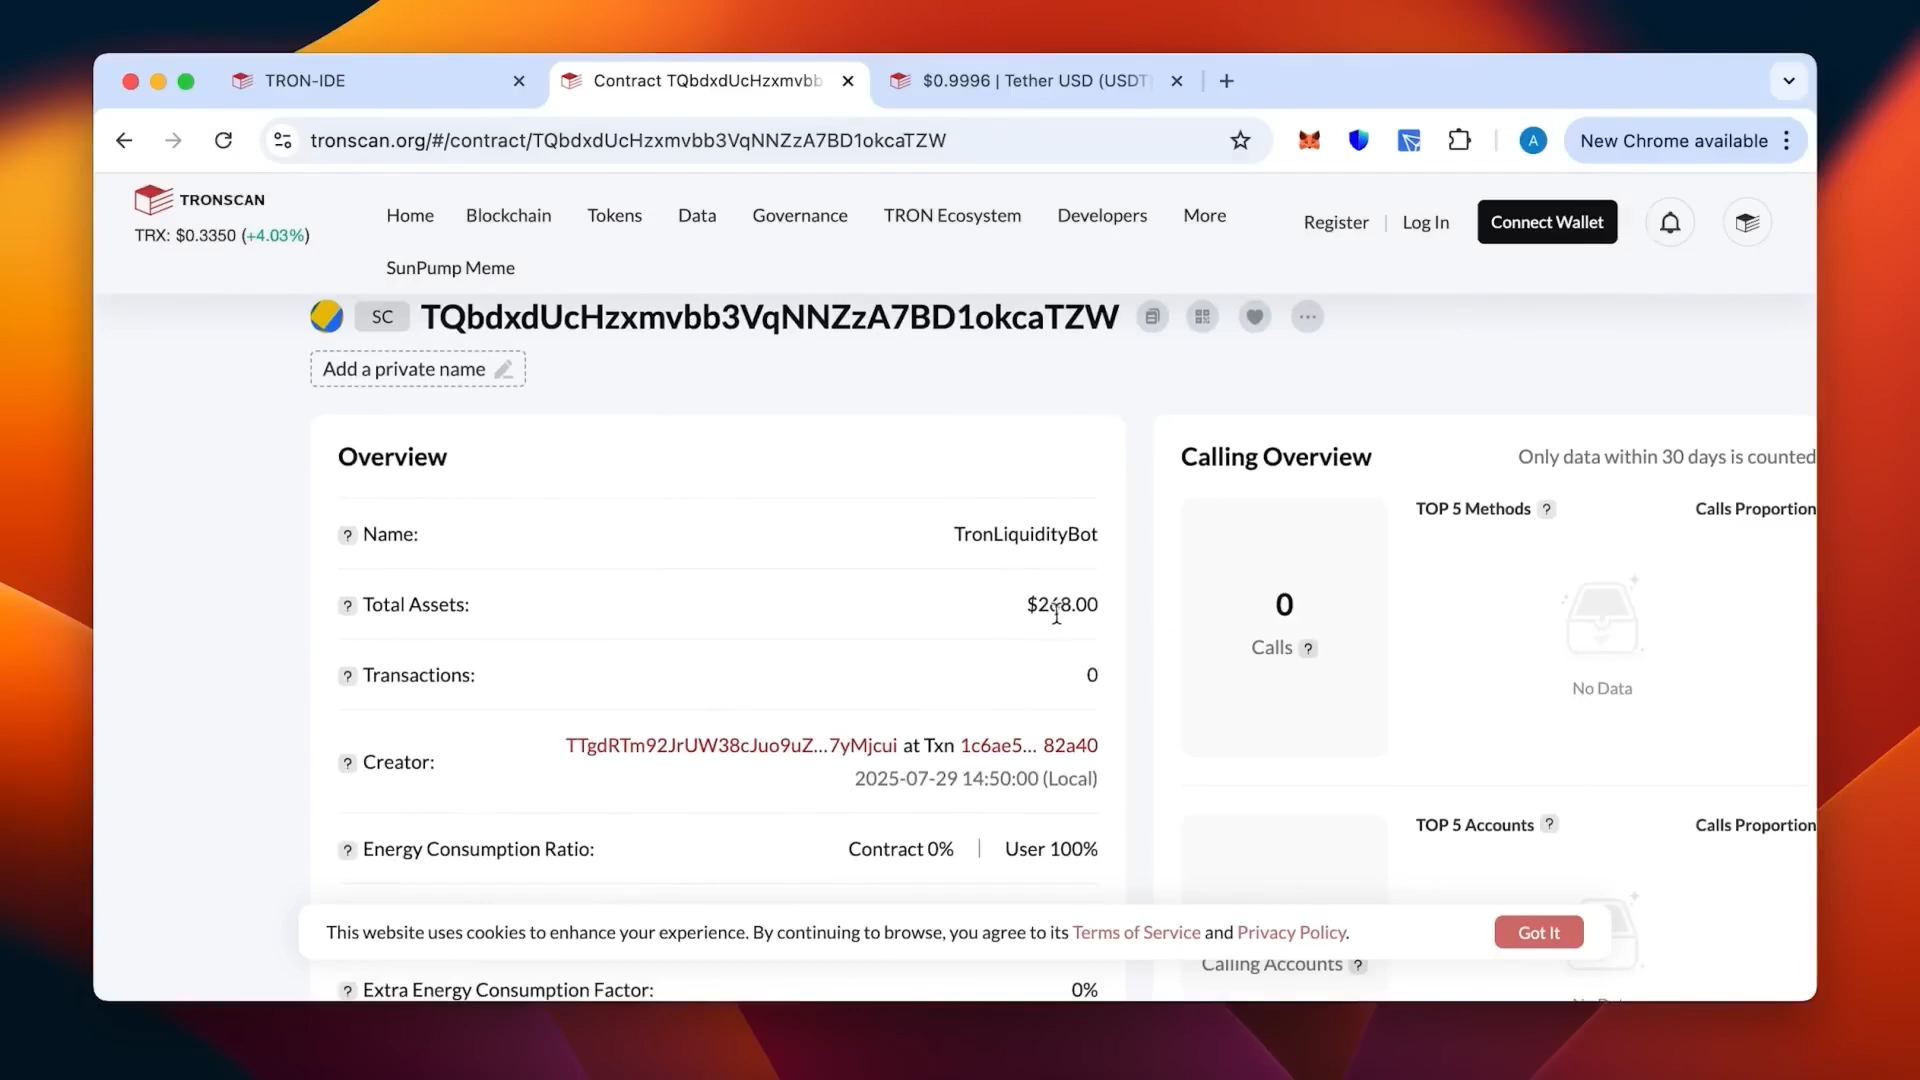 TRON-IDE
Contract TQbdxdUcHzxmvbb
$0.9996 | Tether USD (USDT)
tronscan.org/#/contract/TQbdxdUcHzxmvbb3VqNNZzA7BD1okcaTZW
A
New Chrome available
TRONSCAN
TRX: $0.3350 (+4.03%)
Home
Blockchain
Tokens
Data
Governance
TRON Ecosystem
Developers
More
SunPump Meme
Register
Log In
Connect Wallet
SC
TQbdxdUcHzxmvbb3VqNNZzA7BD1okcaTZW
Add a private name
Overview
? Name:
TronLiquidityBot
? Total Assets:
? Transactions:
0
? Creator:
TTgdRTm92JrUW38cJuo9uZ...7yMjcui at Txn 1c6ae5... 82a40
2025-07-29 14:50:00 (Local)
? Energy Consumption Ratio:
Contract 0% | User 100%
? Extra Energy Consumption Factor:
0%
Calling Overview
Only data within 30 days is counted
0
Calls ?
TOP 5 Methods ?
Calls Proportion
No Data
TOP 5 Accounts ?
Calls Proportion
Calling Accounts ?
This website uses cookies to enhance your experience. By continuing to browse, you agree to its Terms of Service and Privacy Policy.
Got It